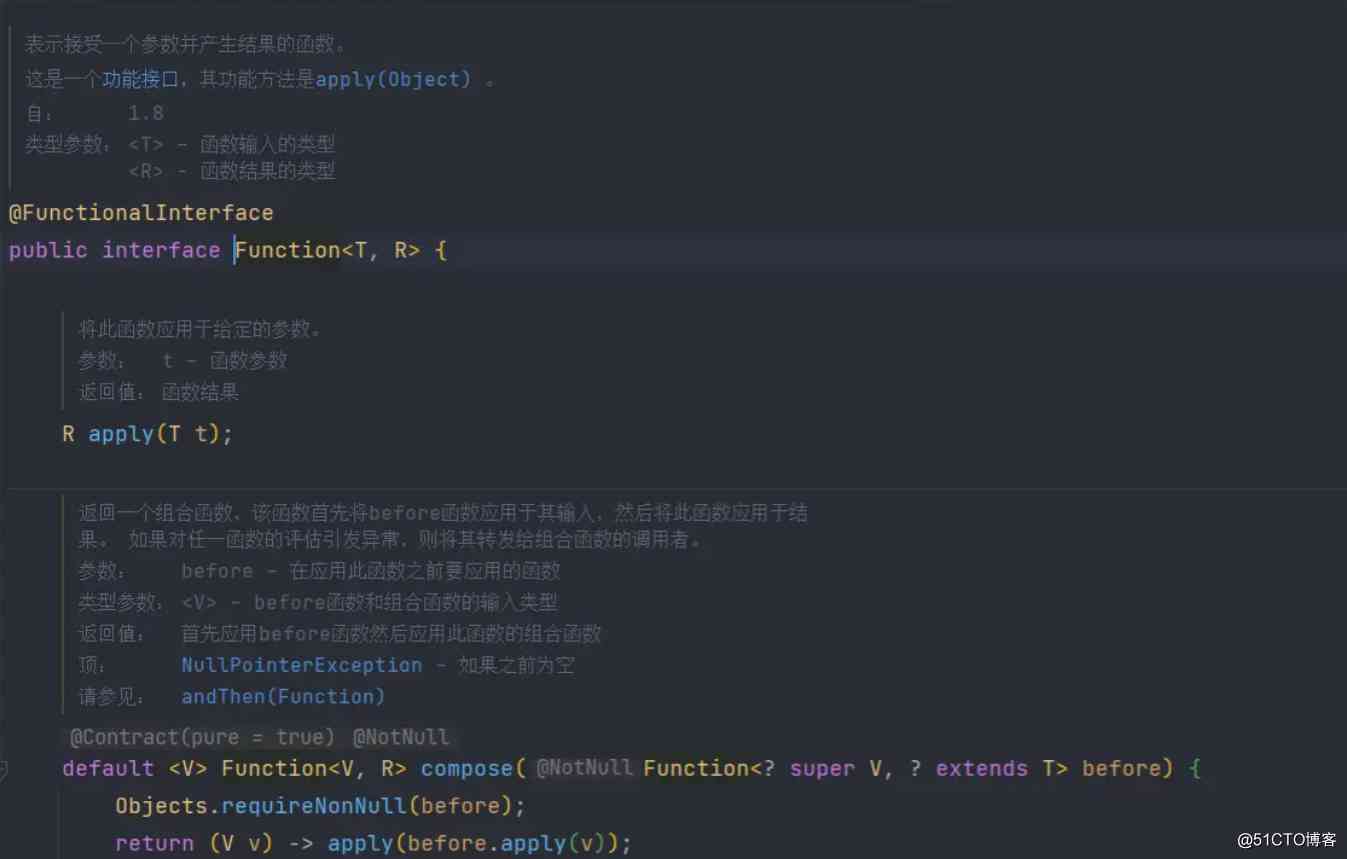 表示接受一个参数并产生结果的函数。
这是一个功能接口，其功能方法是apply(Object) 。
自： 1.8
类型参数： <T> – 函数输入的类型
<R> – 函数结果的类型
@FunctionalInterface
public interface Function<T, R> {
将此函数应用于给定的参数。
参数： t – 函数参数
返回值： 函数结果
R apply(T t);
返回一个组合函数，该函数首先将before函数应用于其输入，然后将此函数应用于结
果。 如果对任一函数的评估引发异常，则将其转发给组合函数的调用者。
参数： before – 在应用此函数之前要应用的函数
类型参数： <V> – before函数和组合函数的输入类型
返回值： 首先应用before函数然后应用此函数的组合函数
顶： NullPointerException – 如果之前为空
请参见： andThen(Function)
@Contract(pure = true) @NotNull
default <V> Function<V, R> compose( @NotNull Function<? super V, ? extends T> before) {
Objects.requireNonNull(before);
return (V v) -> apply(before.apply(v));
@51CTO博客